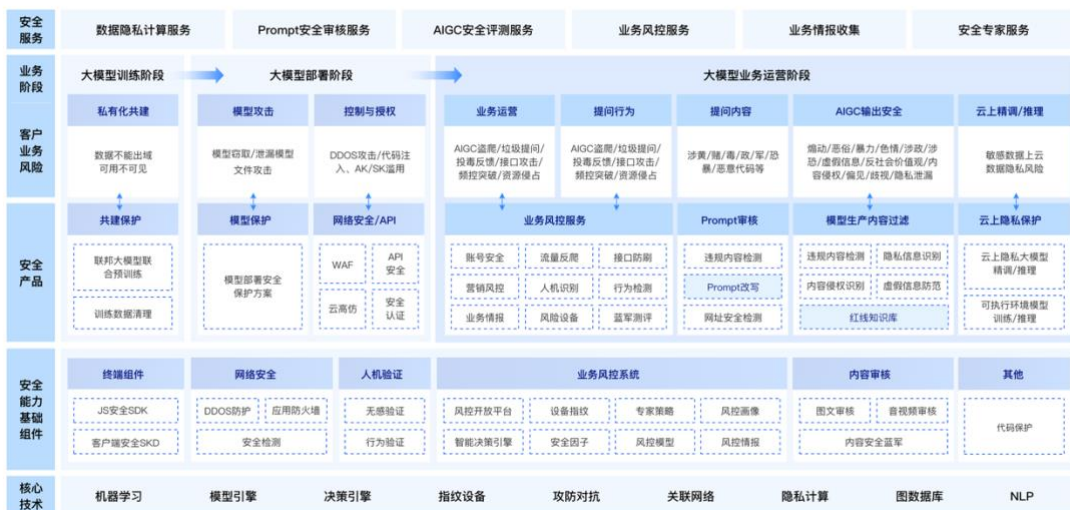 安全
服务
数据隐私计算服务
Prompt安全审核服务
AIGC安全评测服务
业务风控服务
业务情报收集
安全专家服务
业务
阶段
大模型训练阶段
大模型部署阶段
大模型业务运营阶段
客户
业务
风险
私有化共建
数据不能出域
可用不可见
模型攻击
模型窃取/泄漏模型
文件攻击
控制与授权
DDOS攻击/代码注
入、AK/SK滥用
业务运营
AIGC盗爬/垃圾提问/
投毒反馈/接口攻击/
频控突破/资源侵占
提问行为
AIGC盗爬/垃圾提问/
投毒反馈/接口攻击/
频控突破/资源侵占
提问内容
涉黄/赌/毒/政/军/恐
暴/恶意代码等
AIGC输出安全
煽动/恶俗/暴力/色情/涉政/涉
恐/虚假信息/反社会价值观/内
容侵权/偏见/歧视/隐私泄漏
云上精调/推理
敏感数据上云
数据隐私风险
安全
产品
共建保护
联邦大模型联
合预训练
训练数据清理
模型保护
模型部署安全
保护方案
网络安全/API
WAF
API
安全
云高仿
安全
认证
业务风控服务
账号安全
流量反爬
接口防刷
营销风控
人机识别
行为检测
业务情报
风险设备
蓝军测评
Prompt审核
违规内容检测
Prompt改写
网址安全检测
模型生产内容过滤
违规内容检测
隐私信息识别
内容侵权识别
虚假信息防范
红线知识库
云上隐私保护
云上隐私大模型
精调/推理
可执行环境模型
训练/推理
安全
能力
基础
组件
终端组件
JS安全SDK
客户端安全SKD
网络安全
DDOS防护
应用防火墙
安全检测
人机验证
无感验证
行为验证
业务风控系统
风控开放平台
设备指纹
专家策略
风控画像
智能决策引擎
安全因子
风控模型
风控情报
内容审核
图文审核
音视频审核
内容安全蓝军
其他
代码保护
核心
技术
机器学习
模型引擎
决策引擎
指纹设备
攻防对抗
关联网络
隐私计算
图数据库
NLP